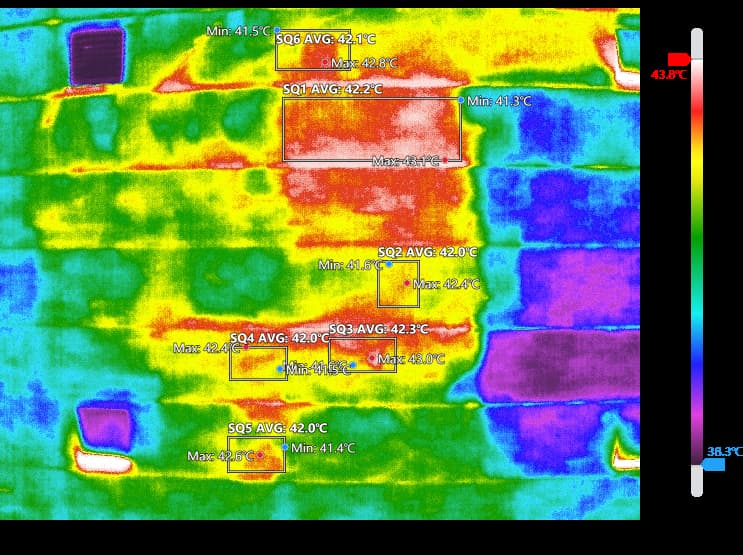 Min: 41.5℃
SQ6 AVG: 42.1℃
Max: 42.8℃
43.8℃
SQ1 AVG: 42.2℃
Min: 41.3℃
Max: 43.1℃
SQ2 AVG: 42.0℃
Min: 41.6℃
Max: 42.4℃
SQ3 AVG: 42.3℃
SQ4 AVG: 42.0℃
Max: 42.4℃
Max: 43.0℃
Min: 41.5℃
SQ5 AVG: 42.0℃
Min: 41.4℃
Max: 42.6℃
38.3℃